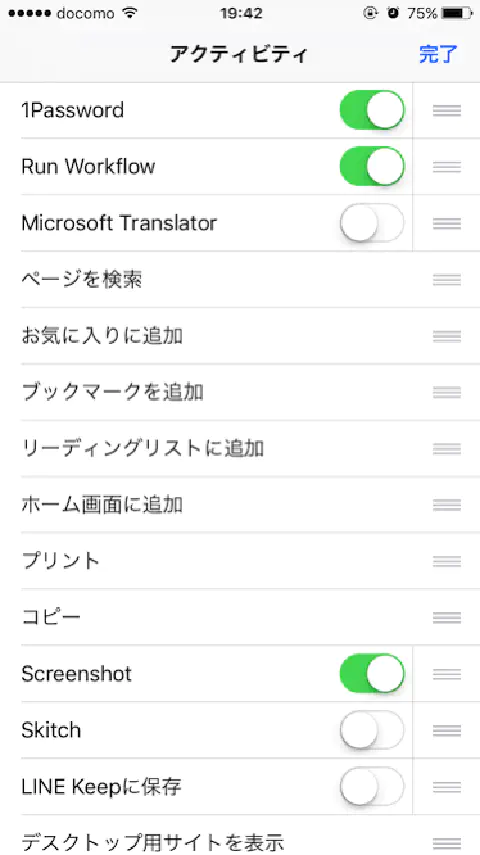 docomo 19:42 75%
アクティビティ 完了
1Password
Run Workflow
Microsoft Translator
ページを検索
お気に入りに追加
ブックマークを追加
リーディングリストに追加
ホーム画面に追加
プリント
コピー
Screenshot
Skitch
LINE Keepに保存
デスクトップ用サイトを表示